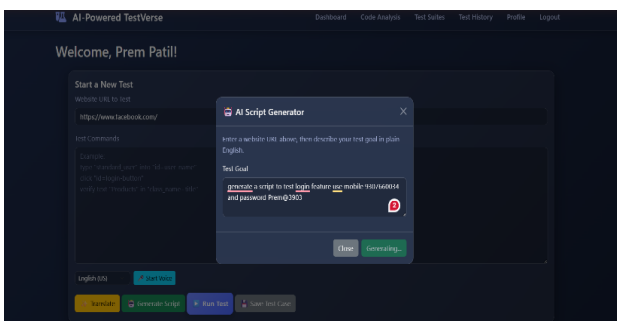 AI-Powered TestVerse
Dashboard Code Analysis Test Suites Test History Profile Logout
Welcome, Prem Patil!
Start a New Test
Website URL to Test
https://www.facebook.com/
Test Commands
Example:
AI Script Generator
Enter a website URL above, then describe your test goal in plain
English.
Test Goal
generate a script to test login feature use mobile 9307660034
and password Prem@3903
2
Close Generating...
English (US) Start Voice
Translate Generate Script Run Test Save Test Case